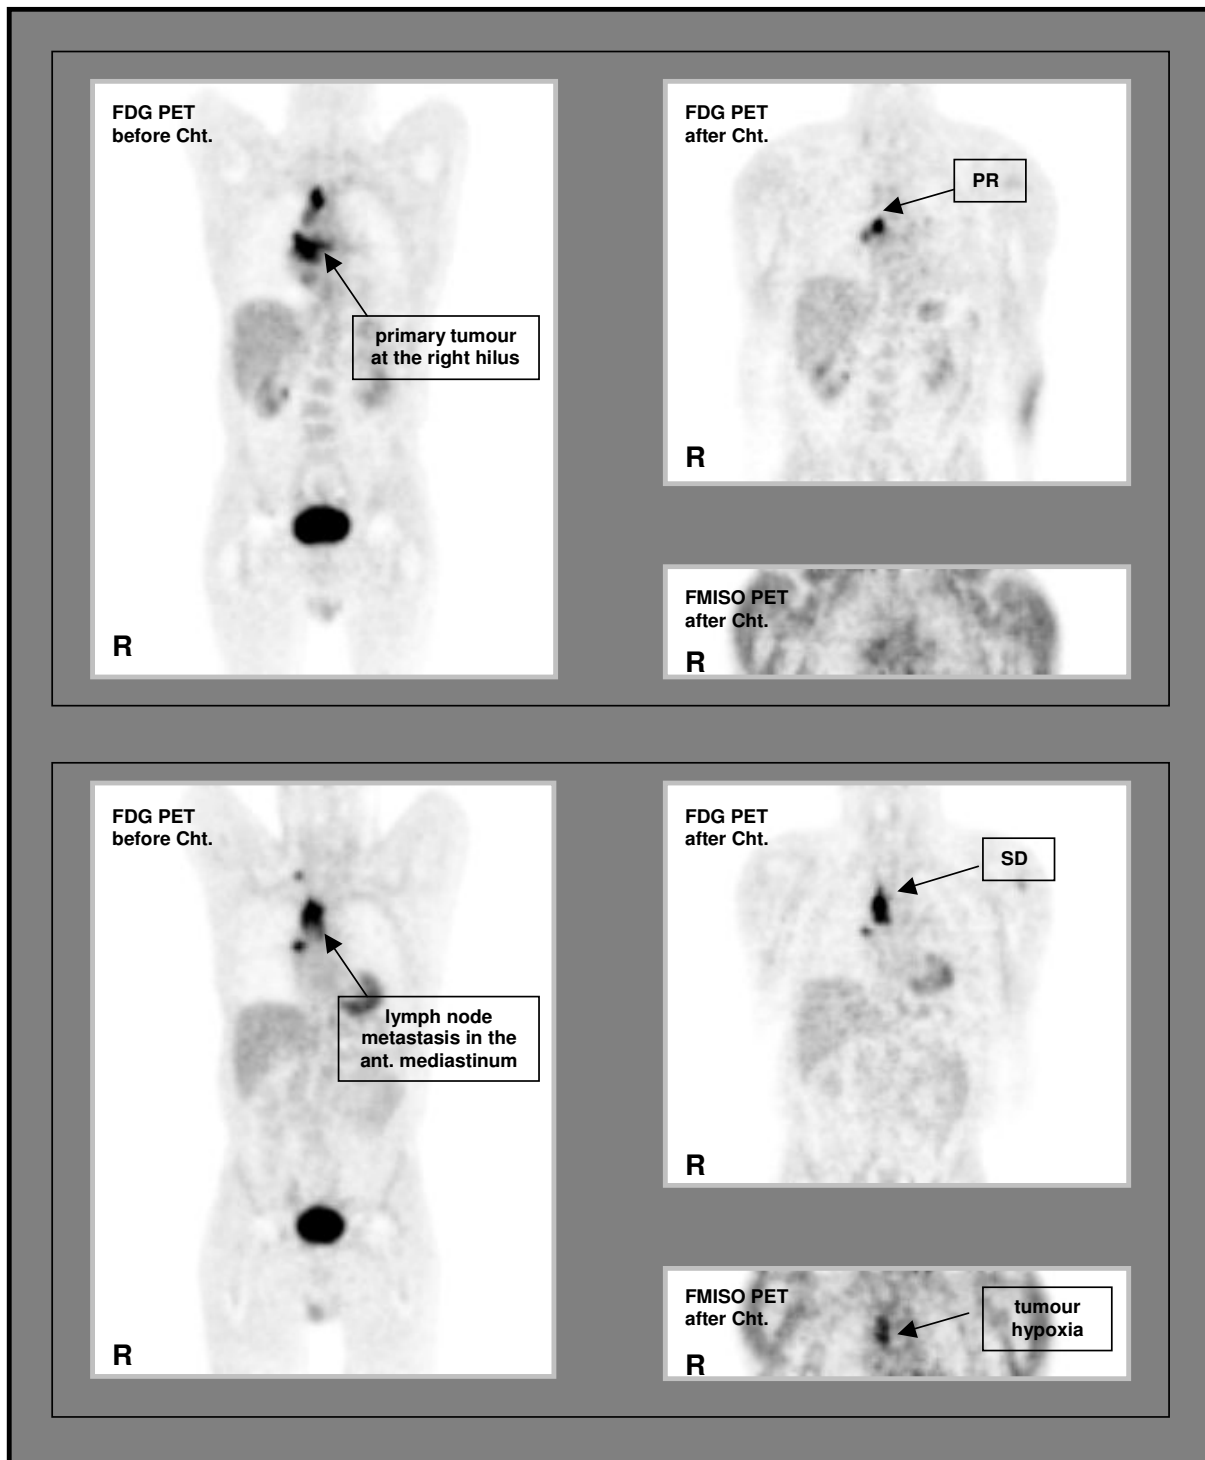 FDG PET
before Cht.
primary tumour
at the right hilus
R
FDG PET
after Cht.
PR
R
FMISO PET
after Cht.
R
FDG PET
before Cht.
lymph node
metastasis in the
ant. mediastinum
R
FDG PET
after Cht.
SD
R
FMISO PET
after Cht.
tumour
hypoxia
R